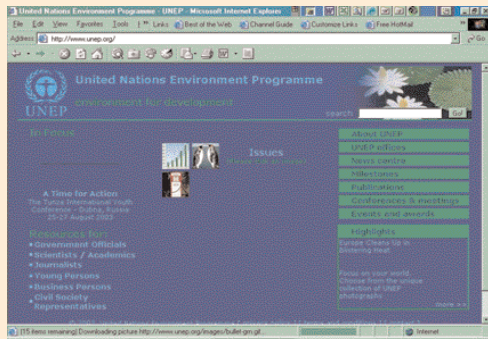 United Nations Environment Programme - UNEP - Microsoft Internet Explorer
File Edit View Favorites Tools Links Best of the Web Channel Guide Customize Links Free HotMail
Address http://www.unep.org/ Go
UNEP
United Nations Environment Programme
environment for development
search Go!
In Focus
Issues
A Time for Action
The Tunza International Youth
Conference - Dubna, Russia
25-27 August 2003
Resources for:
Government Officials
Scientists / Academics
Journalists
Young Persons
Business Persons
Civil Society
Representatives
About UNEP
UNEP offices
News centre
Milestones
Publications
Conferences & meetings
Events and awards
Highlights
Europe Cleans Up in
Blistering Heat
Focus on your world.
Choose from the unique
collection of UNEP
photographs
more >>
(15 items remaining) Downloading picture http://www.unep.org/images/bullet-gm.gif...
Internet